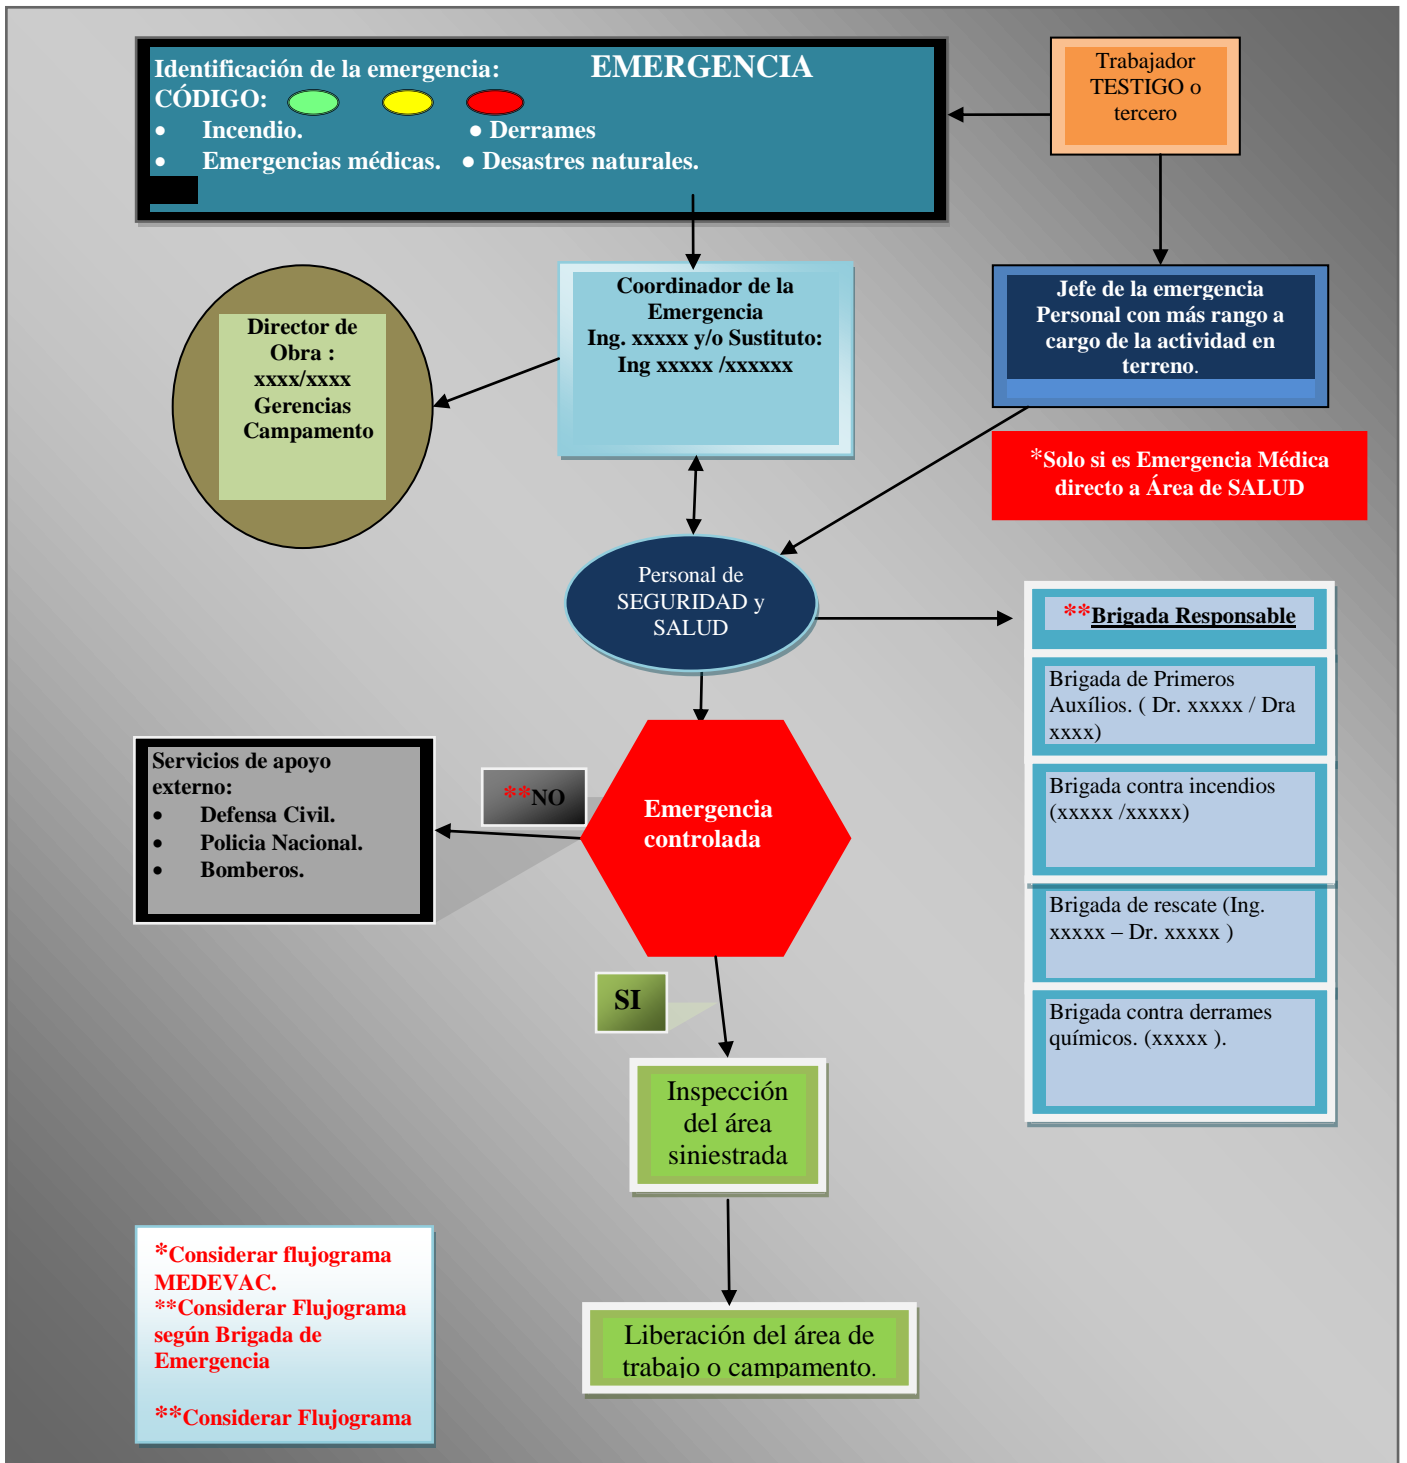 Identificación de la emergencia: EMERGENCIA
CÓDIGO:
• Incendio. ● Derrames
• Emergencias médicas. ● Desastres naturales.
Trabajador
TESTIGO o
tercero
Director de
Obra :
xxxx/xxxx
Gerencias
Campamento
Coordinador de la
Emergencia
Ing. xxxxx y/o Sustituto:
Ing xxxxx /xxxxxx
Jefe de la emergencia
Personal con más rango a
cargo de la actividad en
terreno.
*Solo si es Emergencia Médica
directo a Área de SALUD
Personal de
SEGURIDAD y
SALUD
**Brigada Responsable
Brigada de Primeros
Auxílios. ( Dr. xxxxx / Dra
xxxx)
Brigada contra incendios
(xxxxx /xxxxx)
Brigada de rescate (Ing.
xxxxx – Dr. xxxxx )
Brigada contra derrames
químicos. (xxxxx ).
Servicios de apoyo
externo:
• Defensa Civil.
• Policia Nacional.
• Bomberos.
**NO
Emergencia
controlada
SI
Inspección
del área
siniestrada
Liberación del área de
trabajo o campamento.
*Considerar flujograma
MEDEVAC.
**Considerar Flujograma
según Brigada de
Emergencia
**Considerar Flujograma